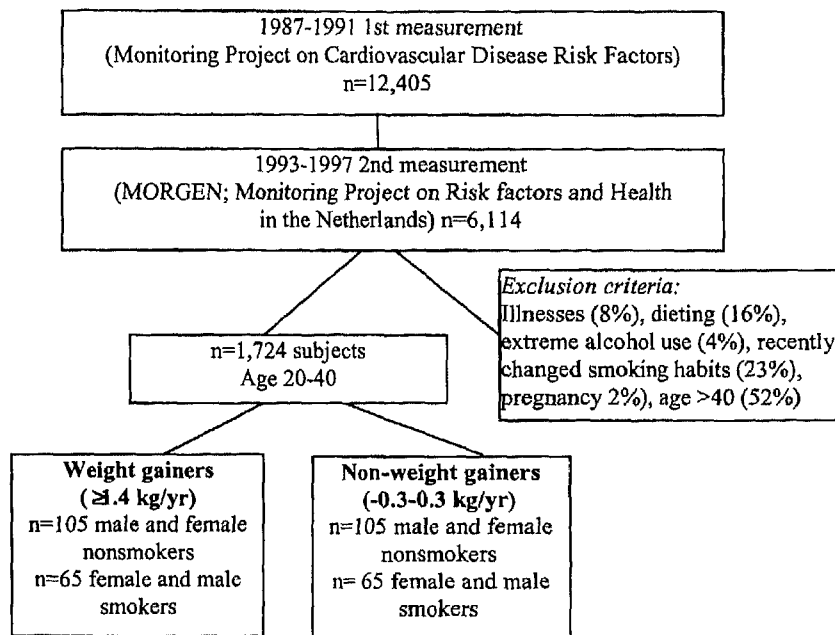 1987-1991 1st measurement
(Monitoring Project on Cardiovascular Disease Risk Factors)
n=12,405
1993-1997 2nd measurement
(MORGEN; Monitoring Project on Risk factors and Health
in the Netherlands) n=6,114
Exclusion criteria:
Illnesses (8%), dieting (16%),
extreme alcohol use (4%), recently
changed smoking habits (23%),
pregnancy 2%), age >40 (52%)
n=1,724 subjects
Age 20-40
Weight gainers
(≥1.4 kg/yr)
n=105 male and female
nonsmokers
n=65 female and male
smokers
Non-weight gainers
(-0.3-0.3 kg/yr)
n=105 male and female
nonsmokers
n= 65 female and male
smokers